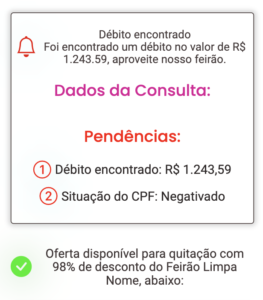 Débito encontrado
Foi encontrado um débito no valor de R$
1.243.59, aproveite nosso feirão.
Dados da Consulta:
Pendências:
1 Débito encontrado: R$ 1.243,59
2 Situação do CPF: Negativado
Oferta disponível para quitação com
98% de desconto do Feirão Limpa
Nome, abaixo: